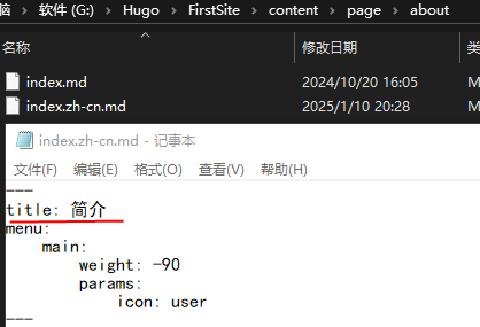 脑 › 软件 (G:) › Hugo › FirstSite › content › page › about
名称 修改日期 类
index.md 2024/10/20 16:05 M
index.zh-cn.md 2025/1/10 20:28 M
index.zh-cn.md - 记事本
文件(F) 编辑(E) 格式(O) 查看(V) 帮助(H)
---
title: 简介
menu:
    main:
        weight: -90
        params:
            icon: user
---